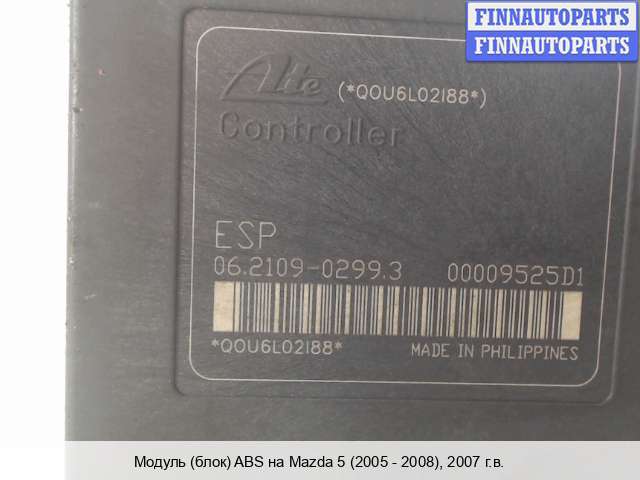 FINNAUTOPARTS
FINNAUTOPARTS
Ate (*QOU6L02I88*)
Controller
ESP
06.2109-0299.3 00009525D1
*QOU6L02I88* MADE IN PHILIPPINES
Модуль (блок) ABS на Mazda 5 (2005 - 2008), 2007 г.в.